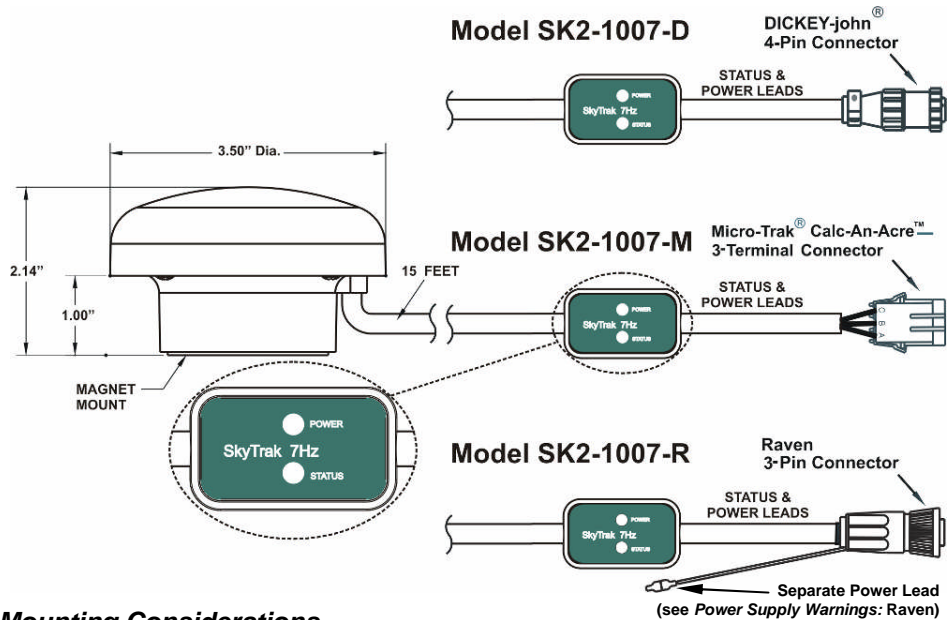 Model SK2-1007-D
DICKEY-john®
4-Pin Connector
STATUS &
POWER LEADS
POWER
SkyTrak 7Hz
STATUS
3.50” Dia.
2.14”
1.00”
15 FEET
MAGNET
MOUNT
Model SK2-1007-M
Micro-Trak® Calc-An-Acre™
3-Terminal Connector
STATUS &
POWER LEADS
POWER
SkyTrak 7Hz
STATUS
C
B
A
POWER
SkyTrak 7Hz
STATUS
Model SK2-1007-R
Raven
3-Pin Connector
STATUS &
POWER LEADS
POWER
SkyTrak 7Hz
STATUS
Separate Power Lead
(see Power Supply Warnings: Raven)
Mounting Considerations